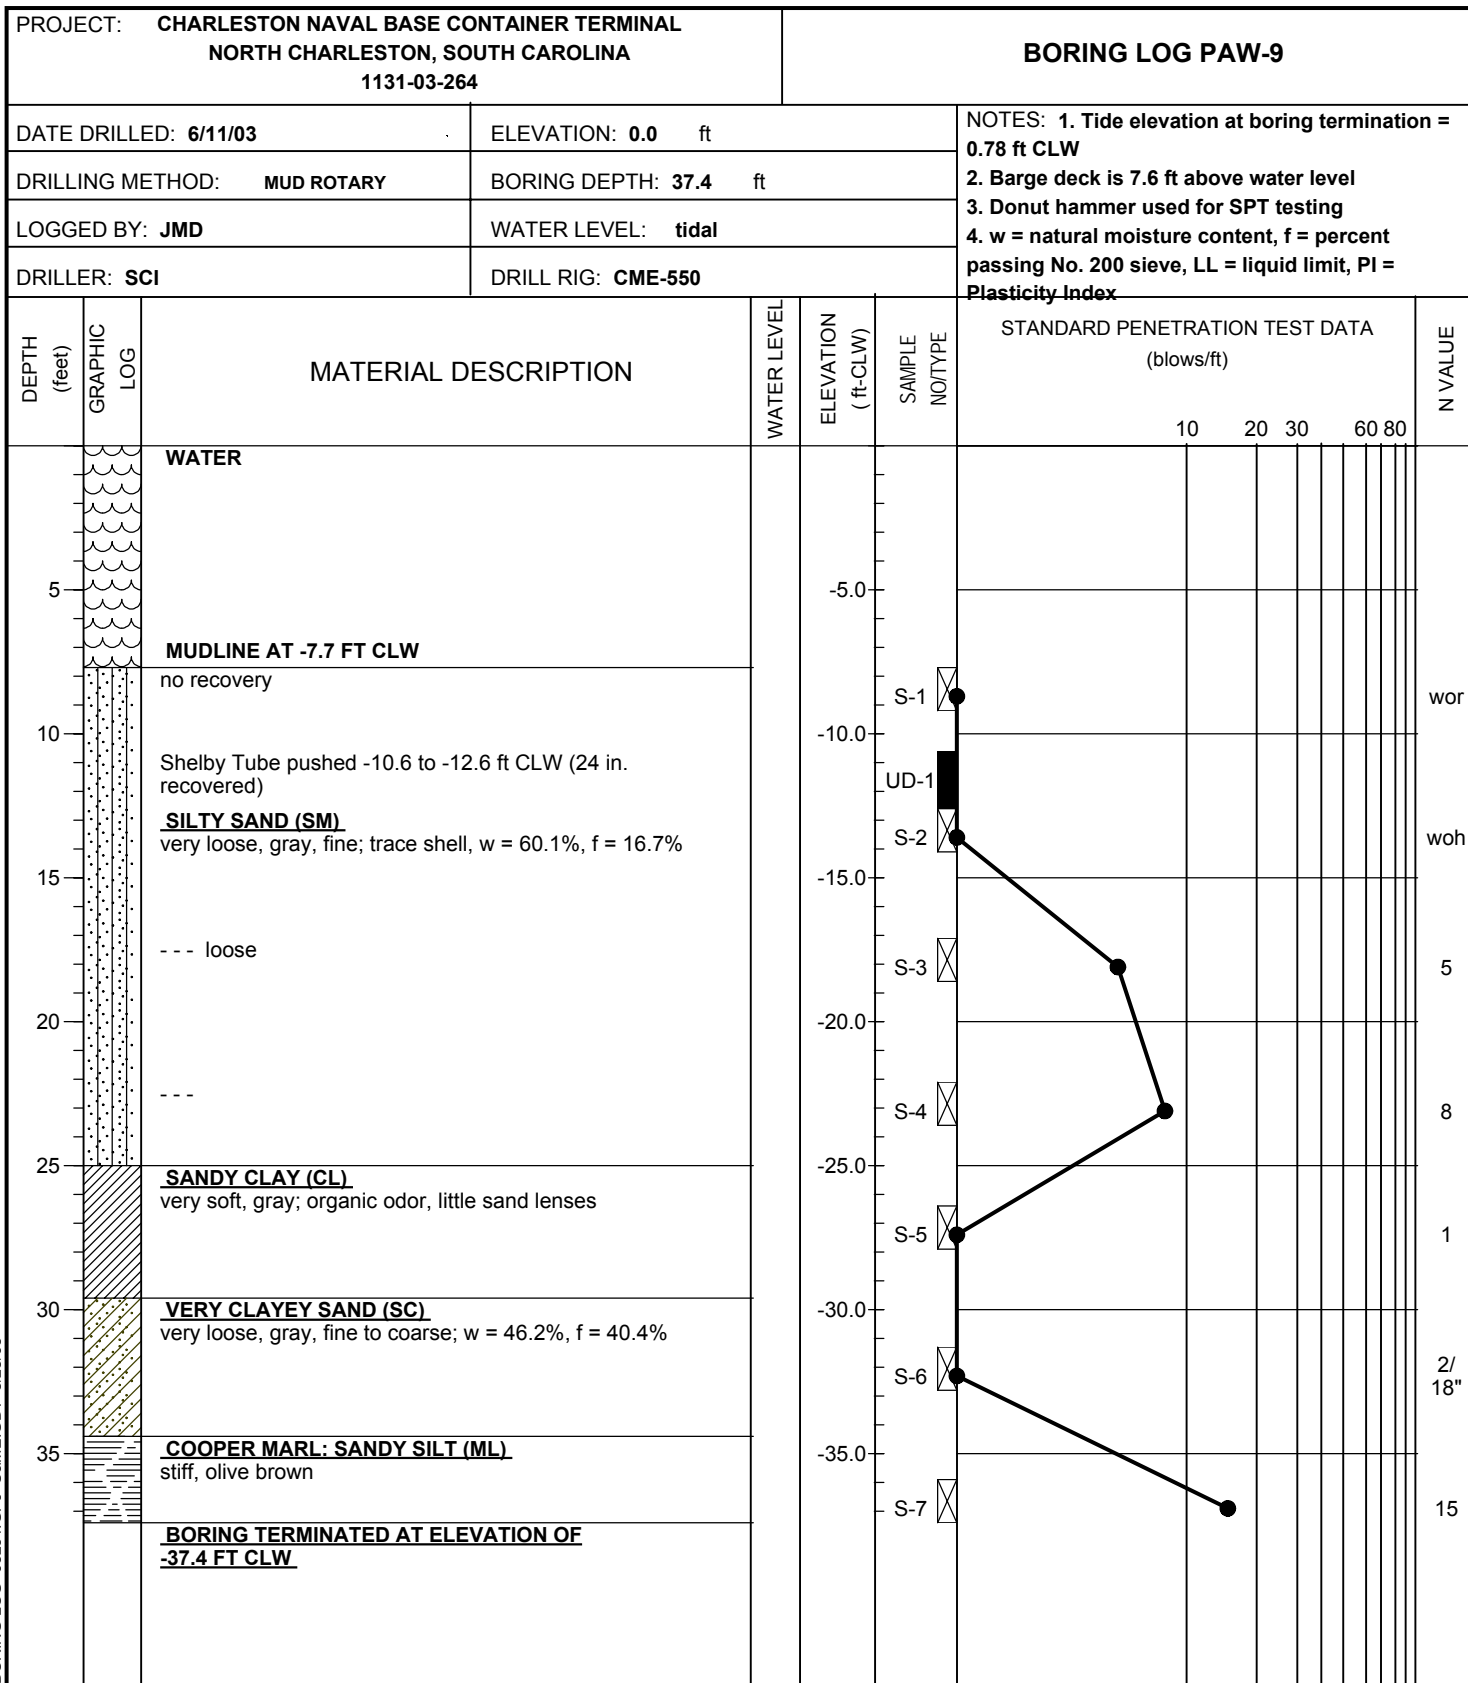 PROJECT: CHARLESTON NAVAL BASE CONTAINER TERMINAL
NORTH CHARLESTON, SOUTH CAROLINA
1131-03-264
BORING LOG PAW-9
DATE DRILLED: 6/11/03
ELEVATION: 0.0 ft
DRILLING METHOD: MUD ROTARY
BORING DEPTH: 37.4 ft
LOGGED BY: JMD
WATER LEVEL: tidal
DRILLER: SCI
DRILL RIG: CME-550
NOTES: 1. Tide elevation at boring termination =
0.78 ft CLW
2. Barge deck is 7.6 ft above water level
3. Donut hammer used for SPT testing
4. w = natural moisture content, f = percent
passing No. 200 sieve, LL = liquid limit, PI =
Plasticity Index
DEPTH
(feet)
GRAPHIC
LOG
MATERIAL DESCRIPTION
WATER LEVEL
ELEVATION
( ft-CLW)
SAMPLE
NO/TYPE
STANDARD PENETRATION TEST DATA
(blows/ft)
10 20 30 60 80
N VALUE
WATER
5 -5.0
MUDLINE AT -7.7 FT CLW
no recovery
S-1 wor
10 -10.0
Shelby Tube pushed -10.6 to -12.6 ft CLW (24 in.
recovered)
UD-1
SILTY SAND (SM)
very loose, gray, fine; trace shell, w = 60.1%, f = 16.7%
S-2 woh
15 -15.0
- - - loose
S-3 5
20 -20.0
- - -
S-4 8
25 -25.0
SANDY CLAY (CL)
very soft, gray; organic odor, little sand lenses
S-5 1
30 -30.0
VERY CLAYEY SAND (SC)
very loose, gray, fine to coarse; w = 46.2%, f = 40.4%
S-6 2/
18"
35 -35.0
COOPER MARL: SANDY SILT (ML)
stiff, olive brown
S-7 15
BORING TERMINATED AT ELEVATION OF
-37.4 FT CLW